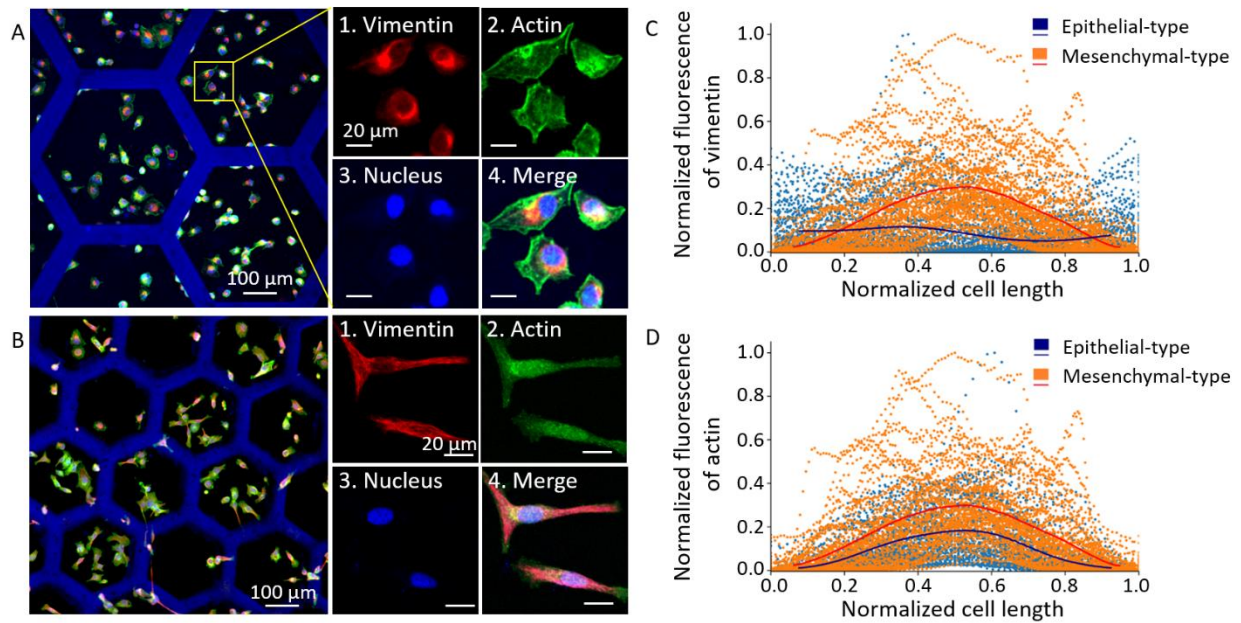 A
1. Vimentin
2. Actin
20 μm
3. Nucleus
4. Merge
100 μm
B
1. Vimentin
2. Actin
20 μm
3. Nucleus
4. Merge
100 μm
C
Epithelial-type
Mesenchymal-type
Normalized fluorescence
of vimentin
1.0
0.8
0.6
0.4
0.2
0.0
0.0 0.2 0.4 0.6 0.8 1.0
Normalized cell length
D
Epithelial-type
Mesenchymal-type
Normalized fluorescence
of actin
1.0
0.8
0.6
0.4
0.2
0.0
0.0 0.2 0.4 0.6 0.8 1.0
Normalized cell length